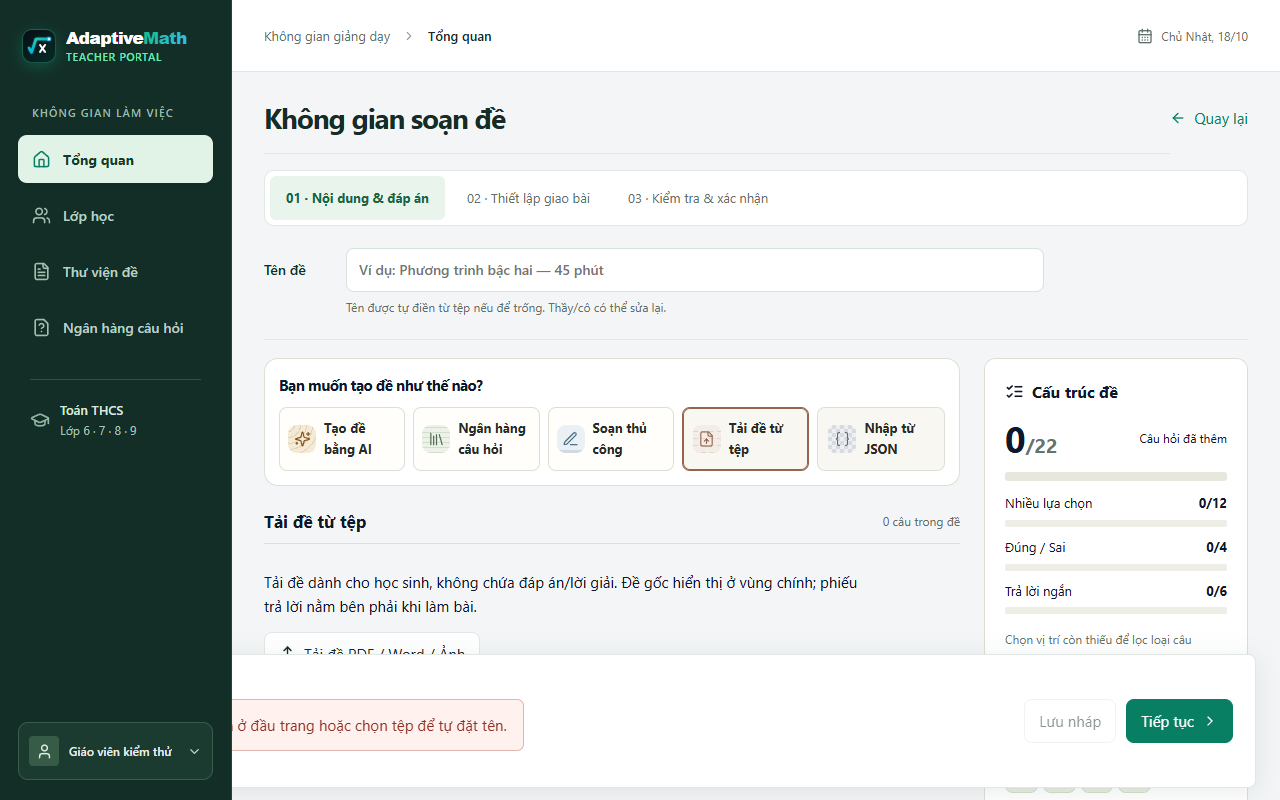 AdaptiveMath
TEACHER PORTAL
KHÔNG GIAN LÀM VIỆC
Tổng quan
Lớp học
Thư viện đề
Ngân hàng câu hỏi
Toán THCS
Lớp 6 · 7 · 8 · 9
Giáo viên kiểm thử
Không gian giảng dạy
Tổng quan
Chủ Nhật, 18/10
Không gian soạn đề
Quay lại
01 · Nội dung & đáp án
02 · Thiết lập giao bài
03 · Kiểm tra & xác nhận
Tên đề
Ví dụ: Phương trình bậc hai — 45 phút
Tên được tự điền từ tệp nếu để trống. Thầy/cô có thể sửa lại.
Bạn muốn tạo đề như thế nào?
Tạo đề
bằng AI
Ngân hàng
câu hỏi
Soạn thủ
công
Tải đề từ
tệp
Nhập từ
JSON
Tải đề từ tệp
0 câu trong đề
Tải đề dành cho học sinh, không chứa đáp án/lời giải. Đề gốc hiển thị ở vùng chính; phiếu
trả lời nằm bên phải khi làm bài.
Tải đề PDF / Word / Ảnh
Cấu trúc đề
0/22
Câu hỏi đã thêm
Nhiều lựa chọn
0/12
Đúng / Sai
0/4
Trả lời ngắn
0/6
Chọn vị trí còn thiếu để lọc loại câu
ở đầu trang hoặc chọn tệp để tự đặt tên.
Lưu nháp
Tiếp tục